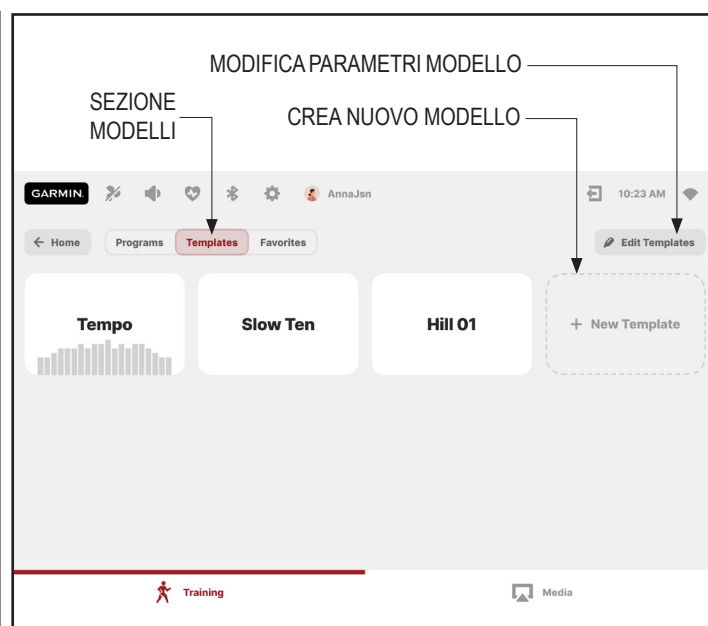 MODIFICA PARAMETRI MODELLO
SEZIONE
MODELLI
CREA NUOVO MODELLO
GARMIN.
AnnaJsn
10:23 AM
← Home
Programs
Templates
Favorites
Edit Templates
Tempo
Slow Ten
Hill 01
+ New Template
Training
Media